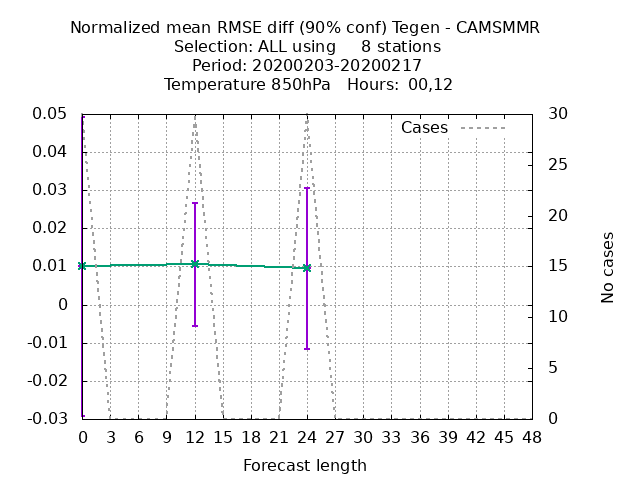 Normalized mean RMSE diff (90% conf) Tegen - CAMSMMR
Selection: ALL using 8 stations
Period: 20200203-20200217
Temperature 850hPa Hours: 00,12
Cases
0.05
0.04
0.03
0.02
0.01
0
-0.01
-0.02
-0.03
30
25
20
15
10
5
0
No cases
0 3 6 9 12 15 18 21 24 27 30 33 36 39 42 45 48
Forecast length